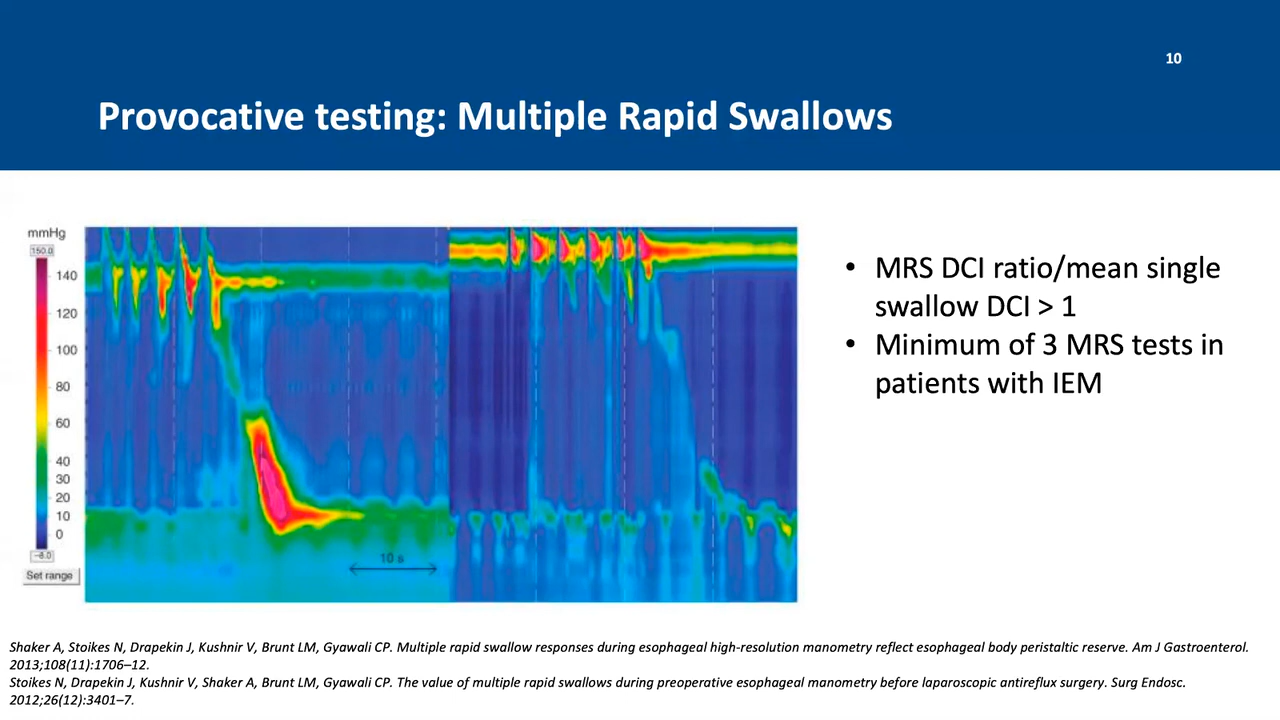 10
Provocative testing: Multiple Rapid Swallows
mmHg
150.0
140
120
100
80
60
40
30
20
10
0
–8.0
Set range
10 s
• MRS DCI ratio/mean single
swallow DCI > 1
• Minimum of 3 MRS tests in
patients with IEM
Shaker A, Stoikes N, Drapekin J, Kushnir V, Brunt LM, Gyawali CP. Multiple rapid swallow responses during esophageal high-resolution manometry reflect esophageal body peristaltic reserve. Am J Gastroenterol.
2013;108(11):1706–12.
Stoikes N, Drapekin J, Kushnir V, Shaker A, Brunt LM, Gyawali CP. The value of multiple rapid swallows during preoperative esophageal manometry before laparoscopic antireflux surgery. Surg Endosc.
2012;26(12):3401–7.